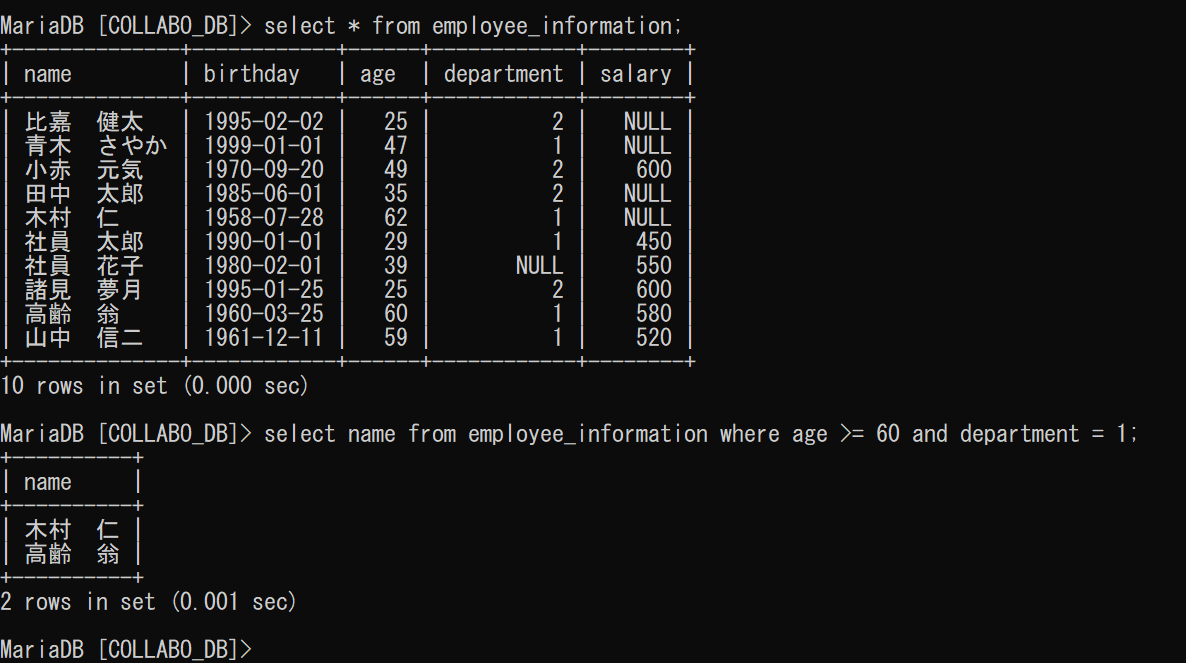 MariaDB [COLLABO_DB]> select * from employee_information;
+--------------+------------+------+------------+--------+
| name         | birthday   | age  | department | salary |
+--------------+------------+------+------------+--------+
| 比嘉　健太   | 1995-02-02 |   25 |          2 |   NULL |
| 青木　さやか | 1999-01-01 |   47 |          1 |   NULL |
| 小赤　元気   | 1970-09-20 |   49 |          2 |    600 |
| 田中　太郎   | 1985-06-01 |   35 |          2 |   NULL |
| 木村　仁     | 1958-07-28 |   62 |          1 |   NULL |
| 社員　太郎   | 1990-01-01 |   29 |          1 |    450 |
| 社員　花子   | 1980-02-01 |   39 |       NULL |    550 |
| 諸見　夢月   | 1995-01-25 |   25 |          2 |    600 |
| 高齢　翁     | 1960-03-25 |   60 |          1 |    580 |
| 山中　信二   | 1961-12-11 |   59 |          1 |    520 |
+--------------+------------+------+------------+--------+
10 rows in set (0.000 sec)
MariaDB [COLLABO_DB]> select name from employee_information where age >= 60 and department = 1;
+----------+
| name     |
+----------+
| 木村　仁 |
| 高齢　翁 |
+----------+
2 rows in set (0.001 sec)
MariaDB [COLLABO_DB]>